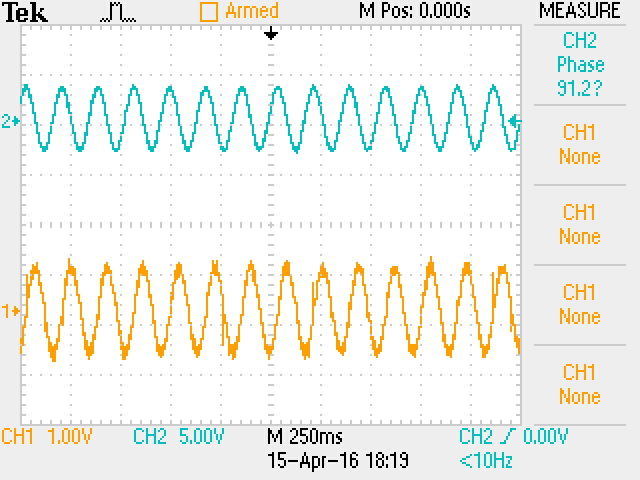 Tek Armed M Pos: 0.000s MEASURE
CH2
Phase
91.2?
CH1
None
CH1
None
CH1
None
CH1
None
2
1
CH1 1.00V CH2 5.00V M 250ms CH2 0.00V
15-Apr-16 18:19 <10Hz